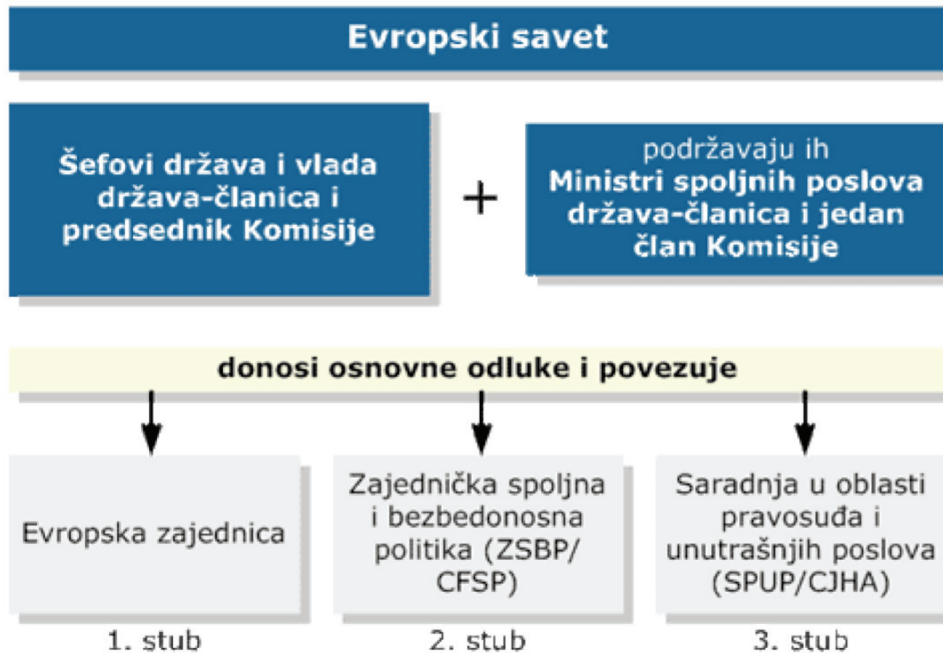 Evropski savet
Šefovi država i vlada
država-članica i
predsednik Komisije
+
podržavaju ih
Ministri spoljnih poslova
država-članica i jedan
član Komisije
donosi osnovne odluke i povezuje
Evropska zajednica
1. stub
Zajednička spoljna
i bezbedonosna
politika (ZSBP/
CFSP)
2. stub
Saradnja u oblasti
pravosuđa i
unutrašnjih poslova
(SPUP/CJHA)
3. stub